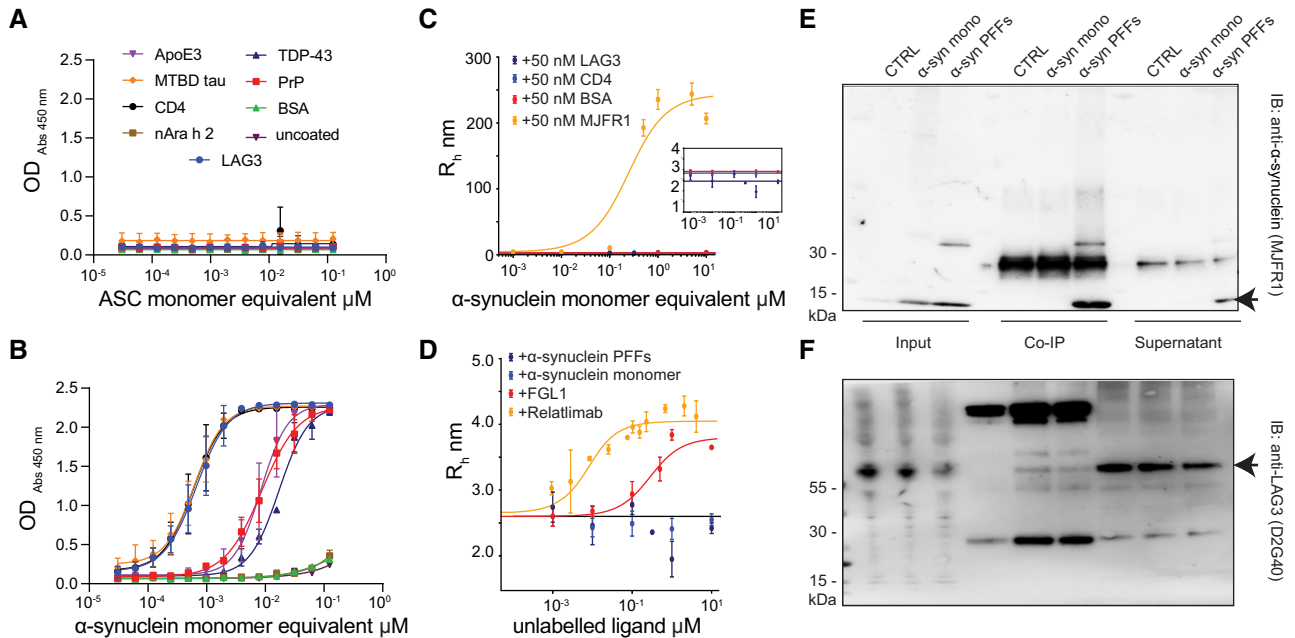 A
ApoE3
TDP-43
MTBD tau
PrP
CD4
BSA
nAra h 2
uncoated
LAG3
OD Abs 450 nm
2.5
2.0
1.5
1.0
0.5
0.0
10-5 10-4 10-3 10-2 10-1 100
ASC monomer equivalent µM
B
OD Abs 450 nm
2.5
2.0
1.5
1.0
0.5
0.0
10-5 10-4 10-3 10-2 10-1 100
α-synuclein monomer equivalent µM
C
+50 nM LAG3
+50 nM CD4
+50 nM BSA
+50 nM MJFR1
Rh nm
300
200
100
0
4
3
2
1
10-3 10-1 101
10-3 10-2 10-1 100 101
α-synuclein monomer equivalent µM
D
+α-synuclein PFFs
+α-synuclein monomer
+FGL1
+Relatlimab
Rh nm
5.0
4.0
3.0
2.0
10-3 10-1 101
unlabelled ligand µM
E
CTRL α-syn mono α-syn PFFs CTRL α-syn mono α-syn PFFs CTRL α-syn mono α-syn PFFs
30 -
15 -
kDa
IB: anti-α-synuclein (MJFR1)
Input Co-IP Supernatant
F
55 -
30 -
15 -
kDa
IB: anti-LAG3 (D2G40)